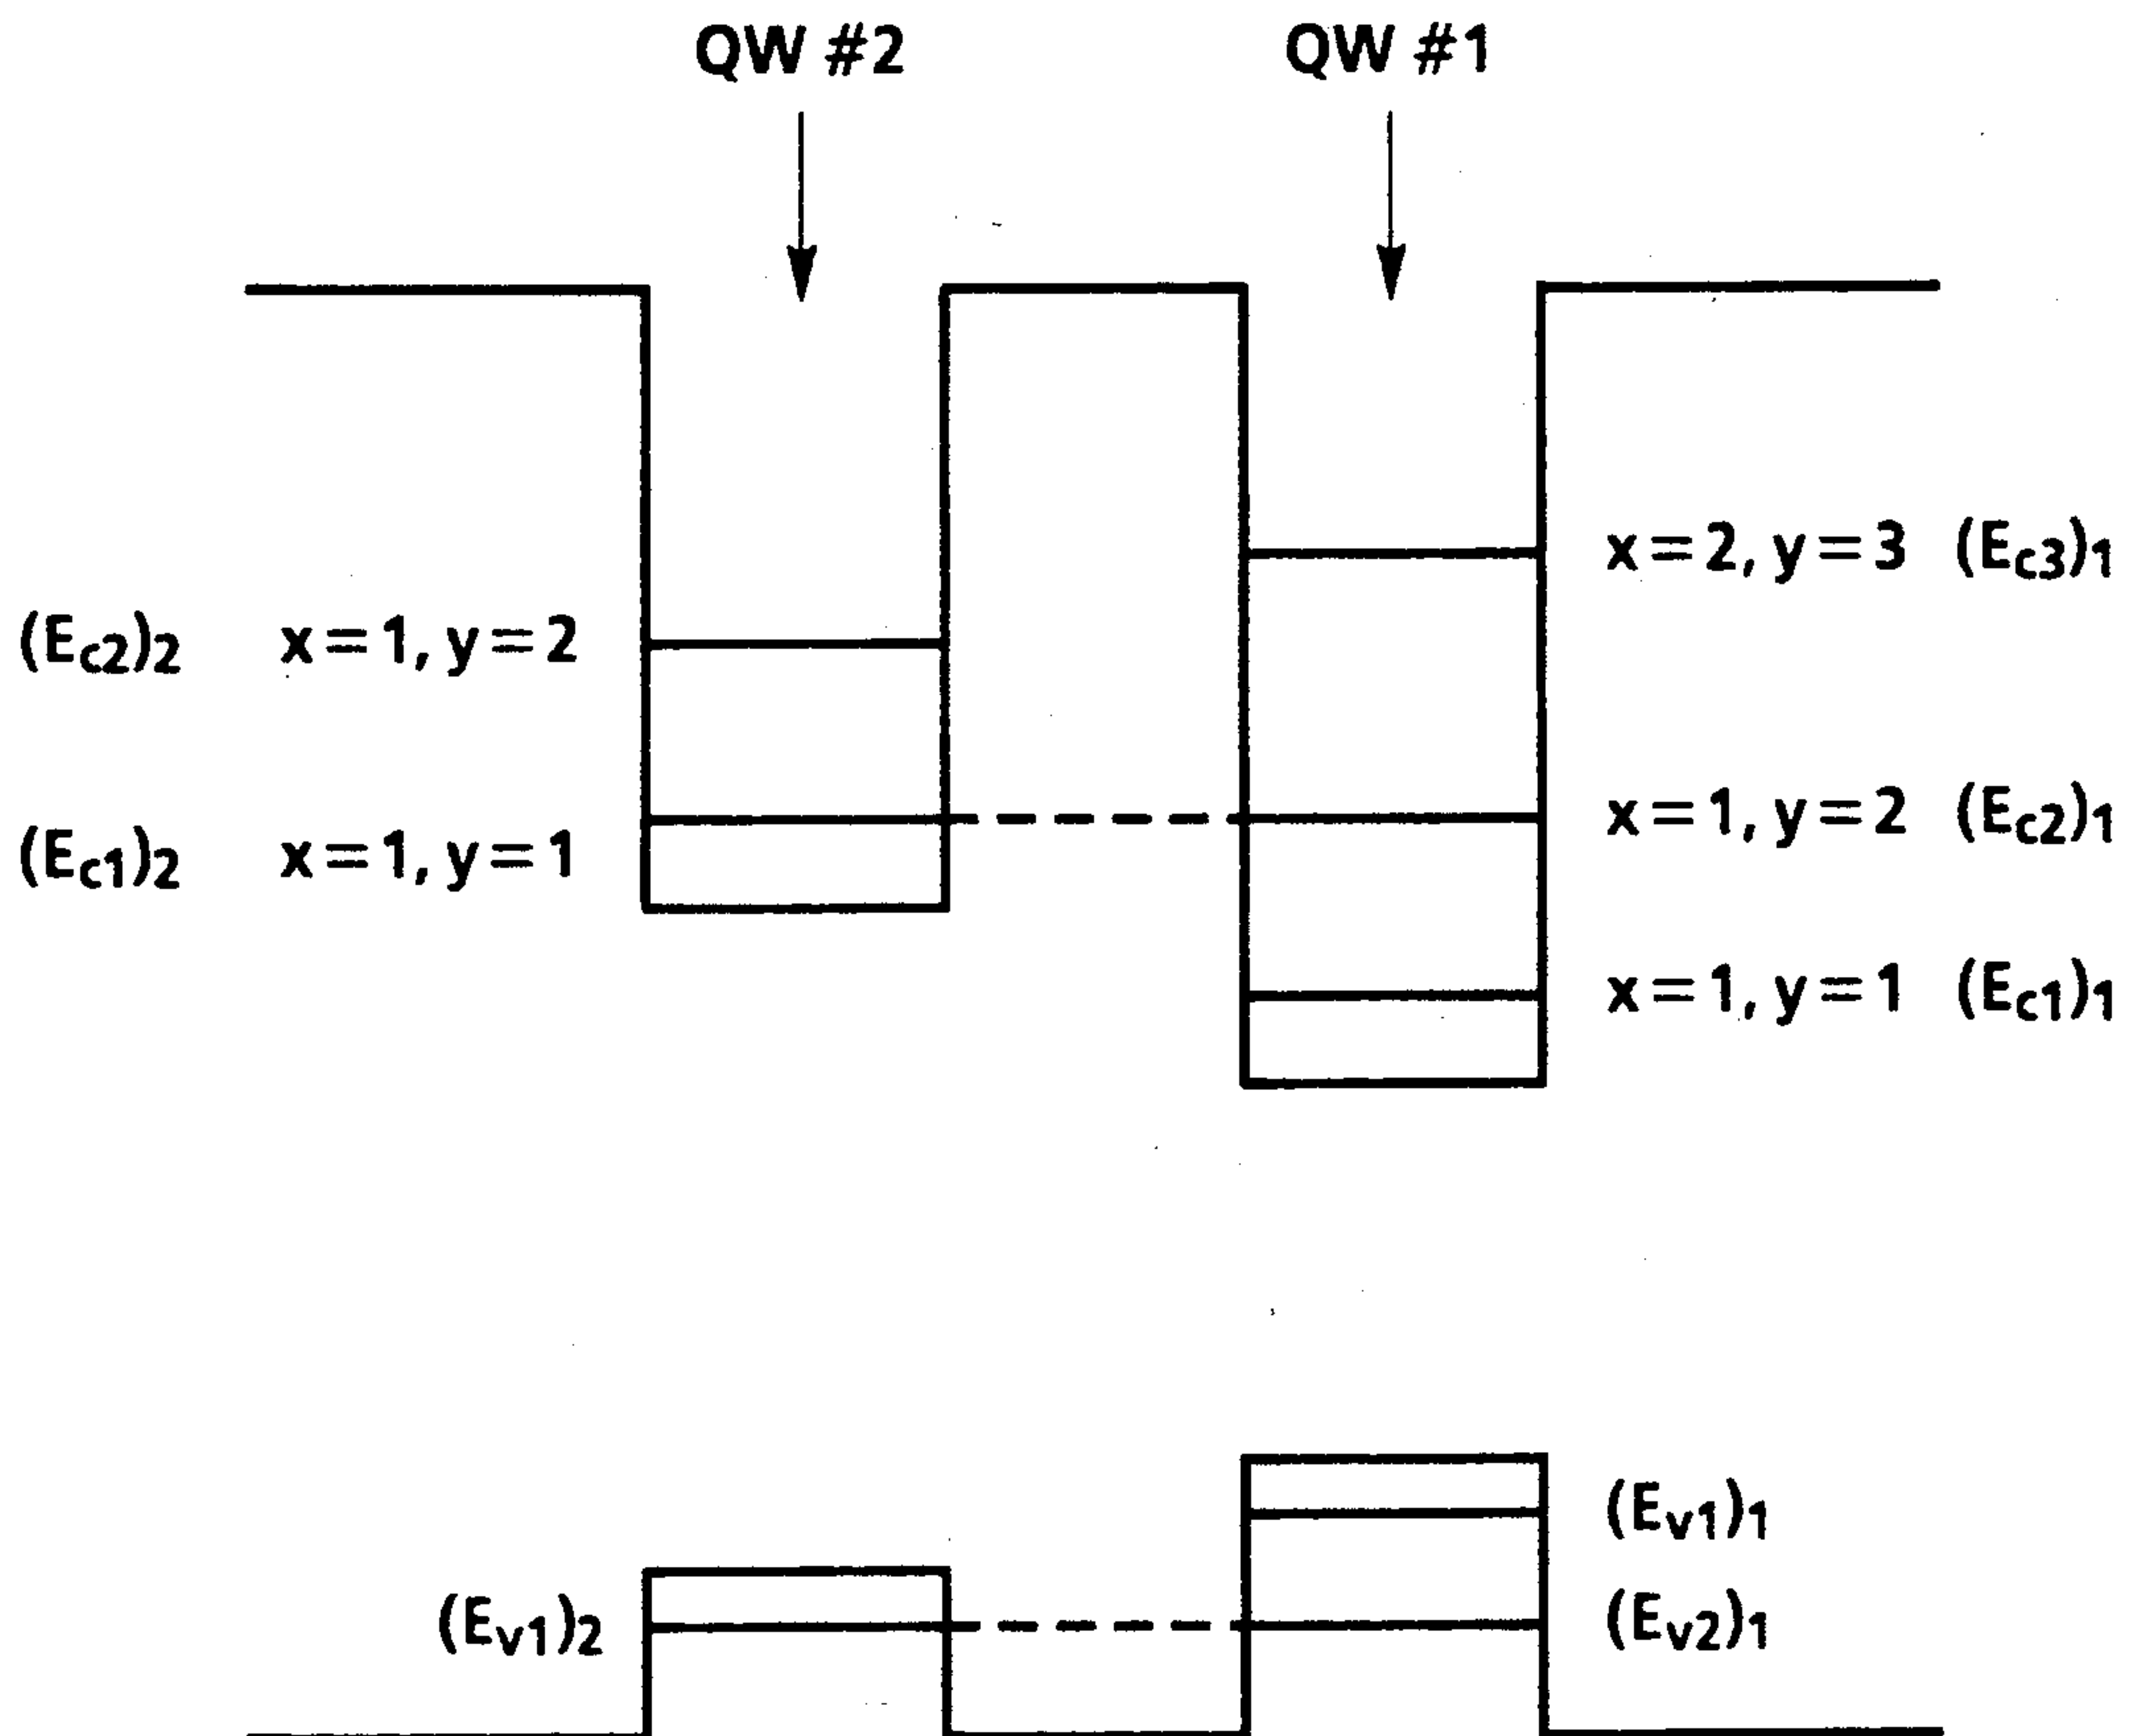 QW #2 QW #1
x=2, y=3 (Ec3)1
(Ec2)2 x=1, y=2
x=1, y=2 (Ec2)1
(Ec1)2 x=1, y=1
x=1, y=1 (Ec1)1
(Ev1)1
(Ev1)2 (Ev2)1